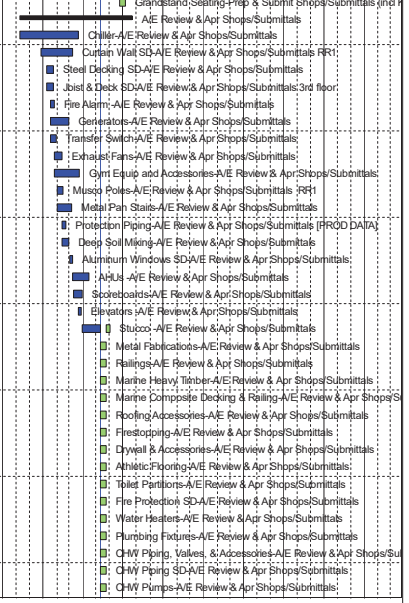 Grandstand Seating-Prep & Submit Shops/Submittals (incl
A/E Review & Apr Shops/Submittals
Chiller-A/E Review & Apr Shops/Submittals
Curtain Wall SD-A/E Review & Apr Shops/Submittals RR1
Steel Decking SD-A/E Review & Apr Shops/Submittals
Joist & Deck SD-A/E Review & Apr Shops/Submittals 3rd floor
Fire Alarm -A/E Review & Apr Shops/Submittals
Generators-A/E Review & Apr Shops/Submittals
Transfer Switch-A/E Review & Apr Shops/Submittals
Exhaust Fans-A/E Review & Apr Shops/Submittals
Gym Equip and Accessories-A/E Review & Apr Shops/Submittals
Musco Poles-A/E Review & Apr Shops/Submittals RR1
Metal Pan Stairs-A/E Review & Apr Shops/Submittals
Protection Piping-A/E Review & Apr Shops/Submittals [PROD DATA]
Deep Soil Mixing-A/E Review & Apr Shops/Submittals
Aluminum Windows SD-A/E Review & Apr Shops/Submittals
AHUs -A/E Review & Apr Shops/Submittals
Scoreboards-A/E Review & Apr Shops/Submittals
Elevators -A/E Review & Apr Shops/Submittals
Stucco -A/E Review & Apr Shops/Submittals
Metal Fabrications-A/E Review & Apr Shops/Submittals
Railings-A/E Review & Apr Shops/Submittals
Marine Heavy Timber-A/E Review & Apr Shops/Submittals
Marine Composite Decking & Railing-A/E Review & Apr Shops/S
Roofing Accessories-A/E Review & Apr Shops/Submittals
Firestopping-A/E Review & Apr Shops/Submittals
Drywall & Accessories-A/E Review & Apr Shops/Submittals
Athletic Flooring-A/E Review & Apr Shops/Submittals
Toilet Partitions-A/E Review & Apr Shops/Submittals
Fire Protection SD-A/E Review & Apr Shops/Submittals
Water Heaters-A/E Review & Apr Shops/Submittals
Plumbing Fixtures-A/E Review & Apr Shops/Submittals
CHW Piping, Valves, & Accessories-A/E Review & Apr Shops/Sub
CHW Piping SD-A/E Review & Apr Shops/Submittals
CHW Pumps-A/E Review & Apr Shops/Submittals